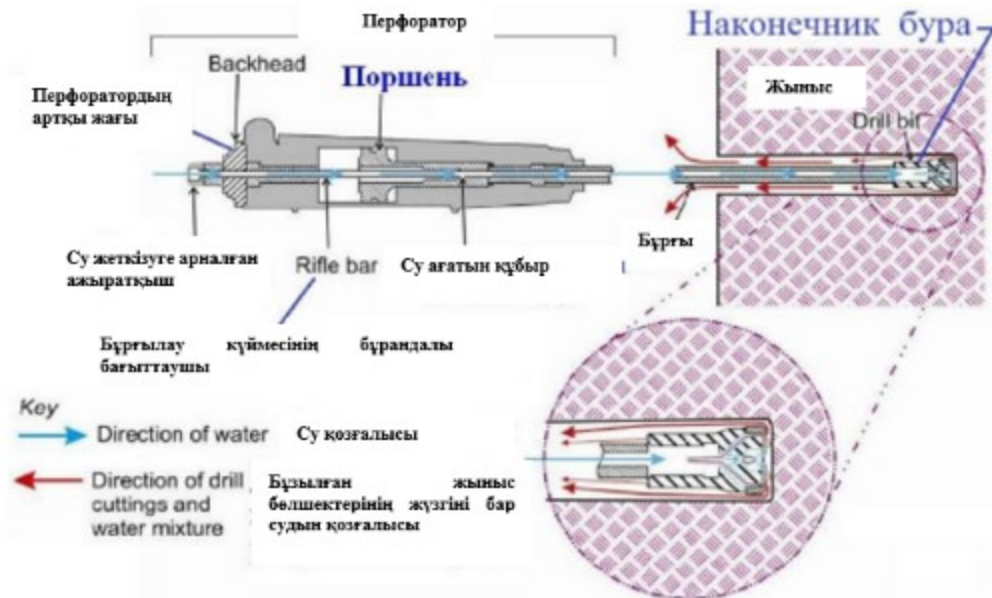 Перфоратор
Наконечник бура
Backhead
Поршень
Перфоратордың
артқы жағы
Жыныс
Drill bit
Су жеткізуге арналған
ажыратқыш
Rifle bar
Су ағатын құбыр
Бұрғы
Бұрғылау күймесінің бұрандалы
бағыттаушы
Key
Direction of water
Су қозғалысы
Direction of drill
cuttings and
water mixture
Бұзылған жыныс
бөлшектерінің жүзгіні бар
судын қозғалысы